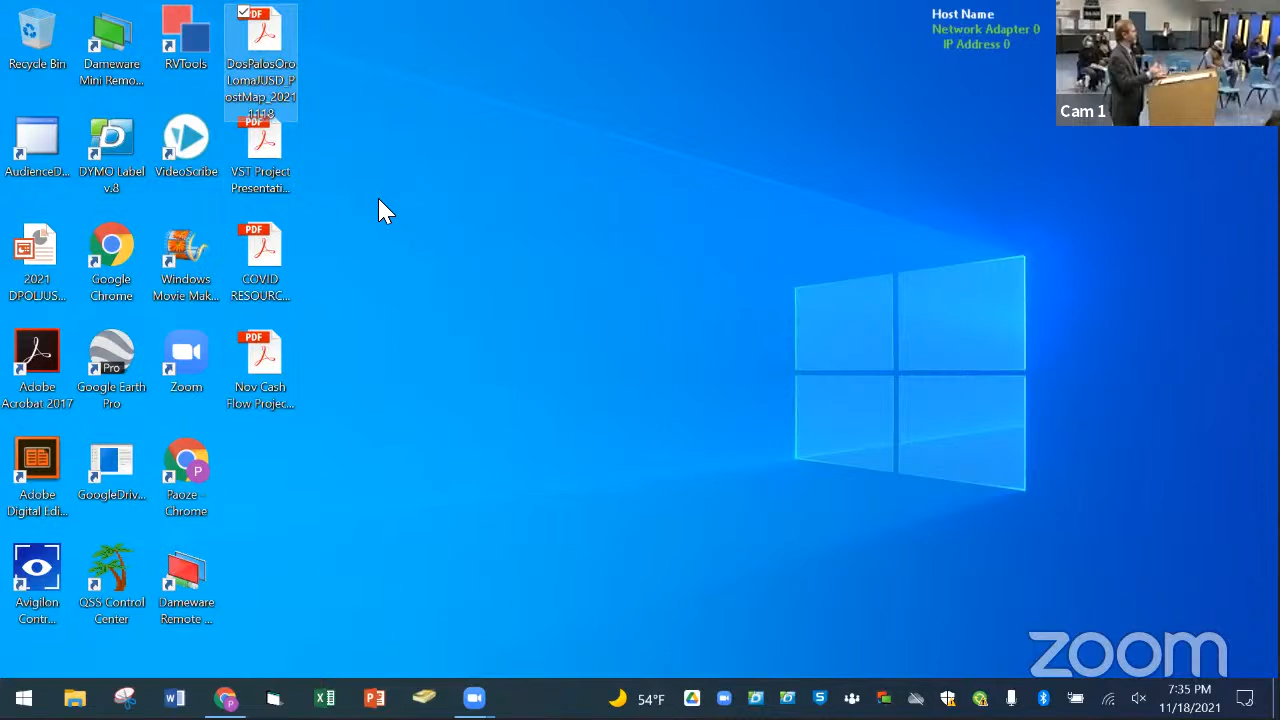 Recycle Bin
Dameware
Mini Remo...
RVTools
PDF
DosPalosOro
LomaJUSD_P
ostMap_2021
1118
Host Name
Network Adapter 0
IP Address 0
Cam 1
AudienceD...
DYMO Label
v.8
VideoScribe
PDF
VST Project
Presentati...
2021
DPOLJUS...
Google
Chrome
Windows
Movie Mak...
PDF
COVID
RESOURC...
Adobe
Acrobat 2017
Pro
Google Earth
Pro
Zoom
PDF
Nov Cash
Flow Projec...
Adobe
Digital Edi...
GoogleDriv...
P
Paoze -
Chrome
Avigilon
Contr...
QSS Control
Center
Dameware
Remote ...
zoom
54°F
7:35 PM
11/18/2021